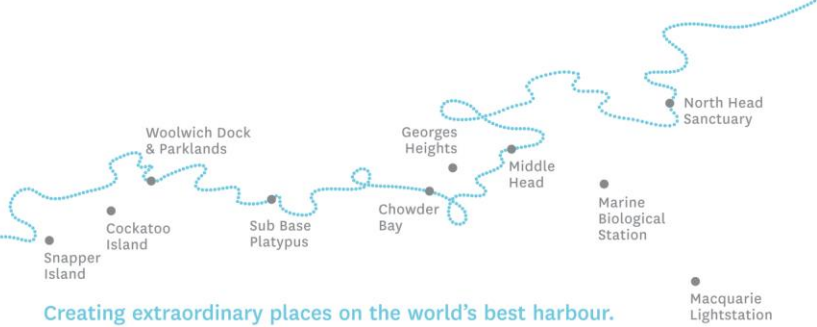 North Head
Sanctuary
Woolwich Dock
& Parklands
Georges
Heights
Middle
Head
Marine
Biological
Station
Chowder
Bay
Sub Base
Platypus
Cockatoo
Island
Snapper
Island
Macquarie
Lightstation
Creating extraordinary places on the world’s best harbour.